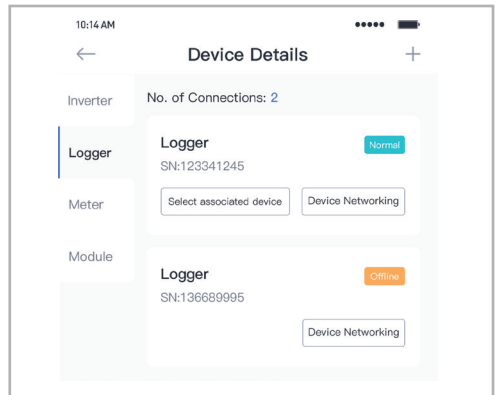 10:14 AM
Device Details
Inverter
Logger
Meter
Module
No. of Connections: 2
Logger
Normal
SN:123341245
Select associated device
Device Networking
Logger
Offline
SN:136689995
Device Networking